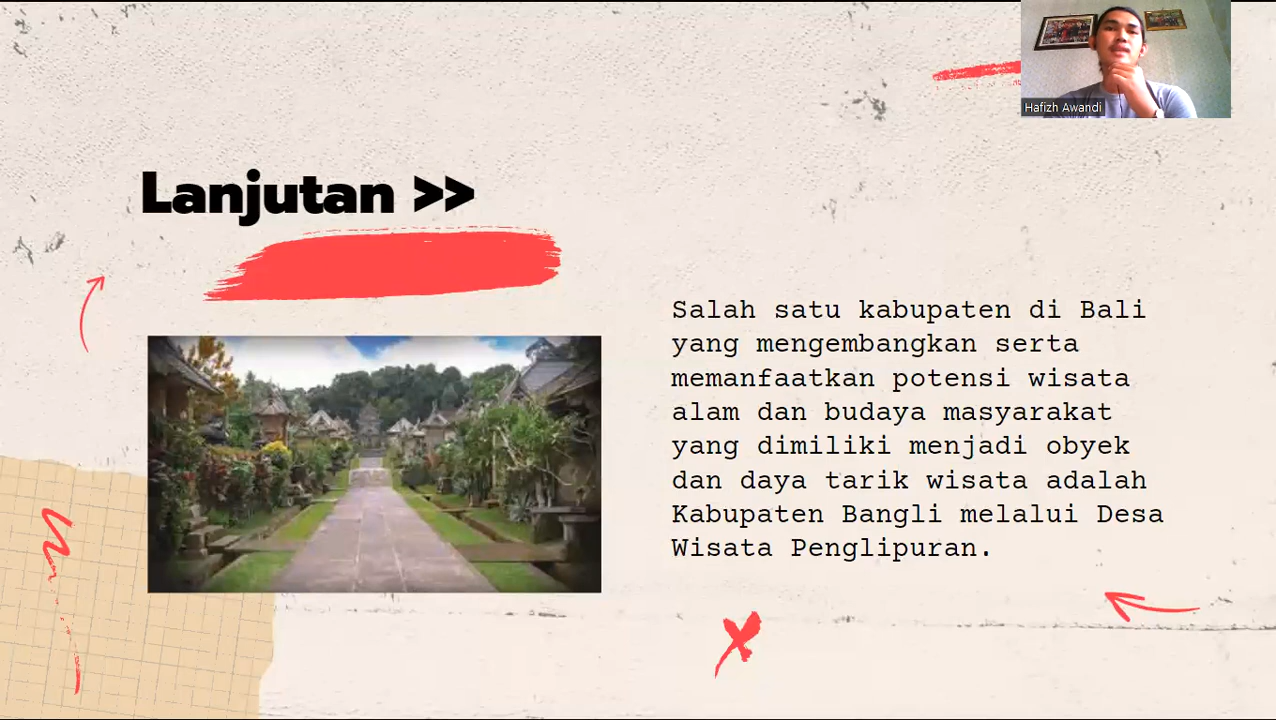 Hafizh Awandi
Lanjutan >>
Salah satu kabupaten di Bali
yang mengembangkan serta
memanfaatkan potensi wisata
alam dan budaya masyarakat
yang dimiliki menjadi obyek
dan daya tarik wisata adalah
Kabupaten Bangli melalui Desa
Wisata Penglipuran.